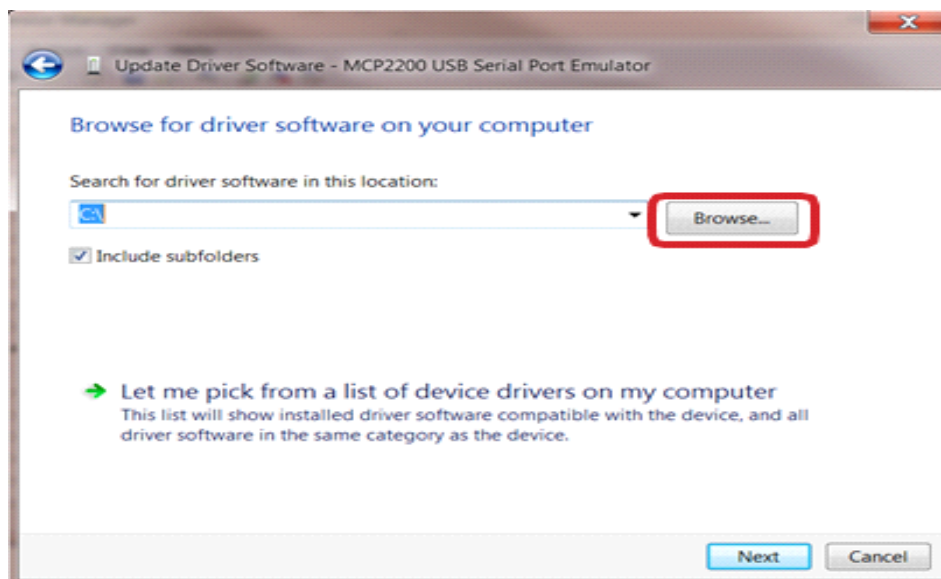 Update Driver Software - MCP2200 USB Serial Port Emulator
Browse for driver software on your computer
Search for driver software in this location:
C:\
Browse...
Include subfolders
Let me pick from a list of device drivers on my computer
This list will show installed driver software compatible with the device, and all
driver software in the same category as the device.
Next
Cancel